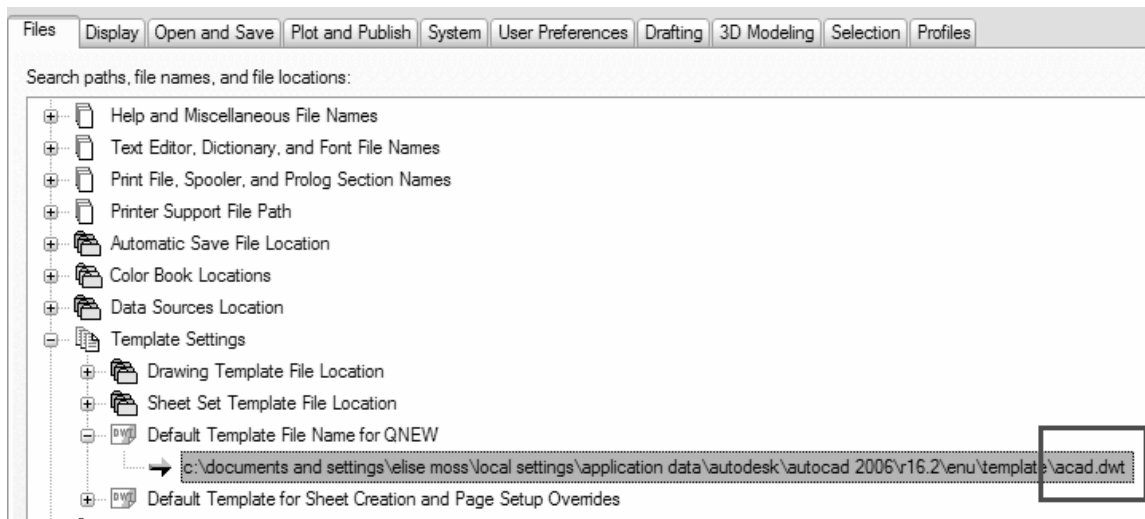 Files Display Open and Save Plot and Publish System User Preferences Drafting 3D Modeling Selection Profiles
Search paths, file names, and file locations:
Help and Miscellaneous File Names
Text Editor, Dictionary, and Font File Names
Print File, Spooler, and Prolog Section Names
Printer Support File Path
Automatic Save File Location
Color Book Locations
Data Sources Location
Template Settings
Drawing Template File Location
Sheet Set Template File Location
Default Template File Name for QNEW
c:\documents and settings\elise moss\local settings\application data\autodesk\autocad 2006\r16.2\enu\template\acad.dwt
Default Template for Sheet Creation and Page Setup Overrides